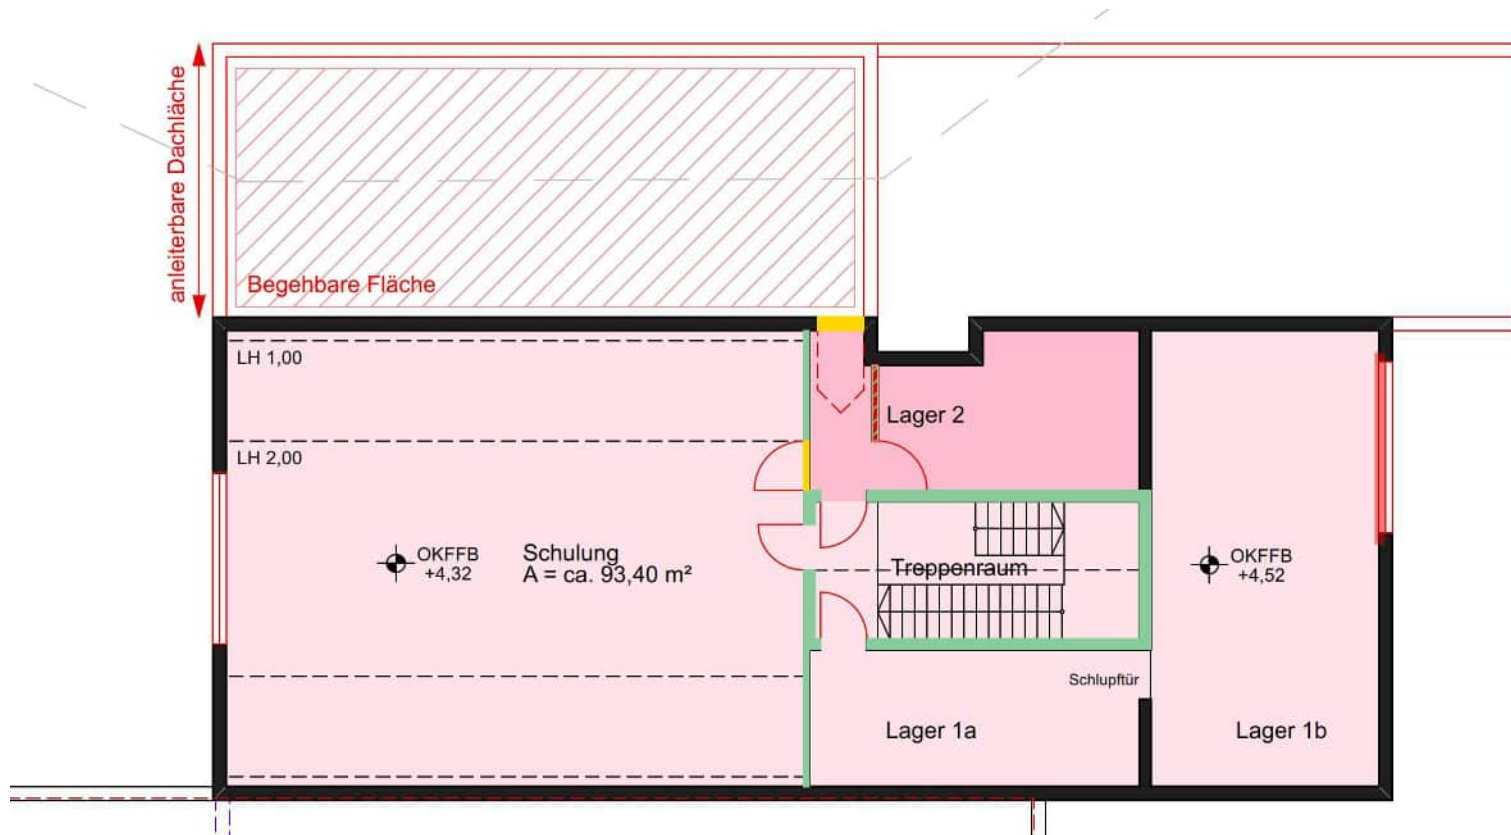 anleiterbare Dachläche
Begehbare Fläche
LH 1,00
LH 2,00
Lager 2
OKFFB
+4,32
Schulung
A = ca. 93,40 m²
Treppenraum
OKFFB
+4,52
Schlupftür
Lager 1a
Lager 1b